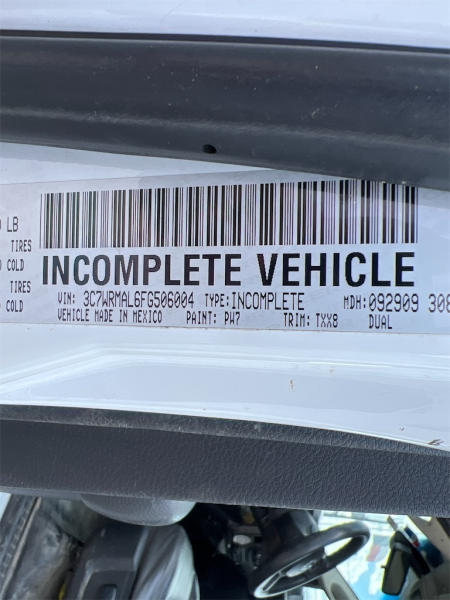 LB
TIRES
COLD
TIRES
COLD
INCOMPLETE VEHICLE
VIN: 3C7WRMAL6FG506004 TYPE: INCOMPLETE MDH: 092909 308
VEHICLE MADE IN MEXICO PAINT: PW7 TRIM: TXX8 DUAL